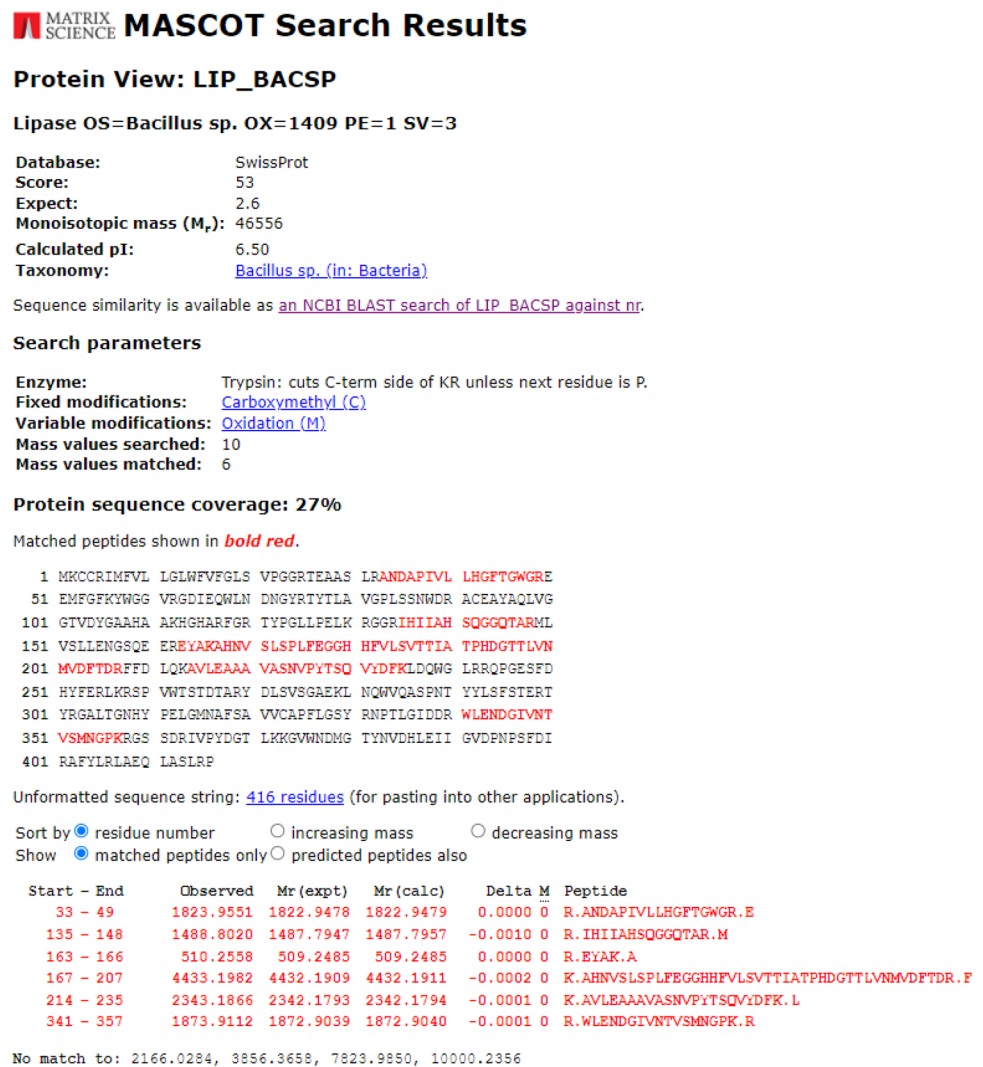 MATRIX
SCIENCE MASCOT Search Results
Protein View: LIP_BACSP
Lipase OS=Bacillus sp. OX=1409 PE=1 SV=3
Database: SwissProt
Score: 53
Expect: 2.6
Monoisotopic mass (Mr): 46556
Calculated pI: 6.50
Taxonomy: Bacillus sp. (in: Bacteria)
Sequence similarity is available as an NCBI BLAST search of LIP_BACSP against nr.
Search parameters
Enzyme: Trypsin: cuts C-term side of KR unless next residue is P.
Fixed modifications: Carboxymethyl (C)
Variable modifications: Oxidation (M)
Mass values searched: 10
Mass values matched: 6
Protein sequence coverage: 27%
Matched peptides shown in bold red.
1 MKCCRIMFVL LGLWFVFGLS VPGGRTEAAS LRANDAPIVL LHGFTGWGRE
51 EMFGFKYWGG VRGDIEQWLN DNGYRTYTLA VGPLSSNWDR ACEAYAQLVG
101 GTVDYGAAHA AKHGHARFGR TYPGLLPELK RGGRIHIIAH SQGGQTARML
151 VSLLENGSQE EREYAKAHNV SLSPLFEGGH HFVLSVTTIA TPHDGTTLVN
201 MVDFTDRFFD LQKAVLEAAA VASNVPYTSQ VYDFKLDQWG LRRQPGESFD
251 HYFERLKRSP VWTSTDTARY DLSVSGAEKL NQWVQASPNT YYLSFSTERT
301 YRGALTGNHY PELGMNAFSA VVCAPFLGSY RNPTLGIDDR WLENDGIVNT
351 VSMNGPKRGS SDRIVPYDGT LKKGVWNDMG TYNVDHLEII GVDPNPSFDI
401 RAFYLRLAEQ LASLRP
Unformatted sequence string: 416 residues (for pasting into other applications).
Sort by residue number increasing mass decreasing mass
Show matched peptides only predicted peptides also
Start - End Observed Mr(expt) Mr(calc) Delta M Peptide
33 - 49 1823.9551 1822.9478 1822.9479 0.0000 0 R.ANDAPIVLLHGFTGWGR.E
135 - 148 1488.8020 1487.7947 1487.7957 -0.0010 0 R.IHIIAHSQGGQTAR.M
163 - 166 510.2558 509.2485 509.2485 0.0000 0 R.EYAK.A
167 - 207 4433.1982 4432.1909 4432.1911 -0.0002 0 K.AHNVSLSPLFEGGHHFVLSVTTIATPHDGTTLVNMVDFTDR.F
214 - 235 2343.1866 2342.1793 2342.1794 -0.0001 0 K.AVLEAAAVASNVPYTSQVYDFK.L
341 - 357 1873.9112 1872.9039 1872.9040 -0.0001 0 R.WLENDGIVNTVSMNGPK.R
No match to: 2166.0284, 3856.3658, 7823.9850, 10000.2356